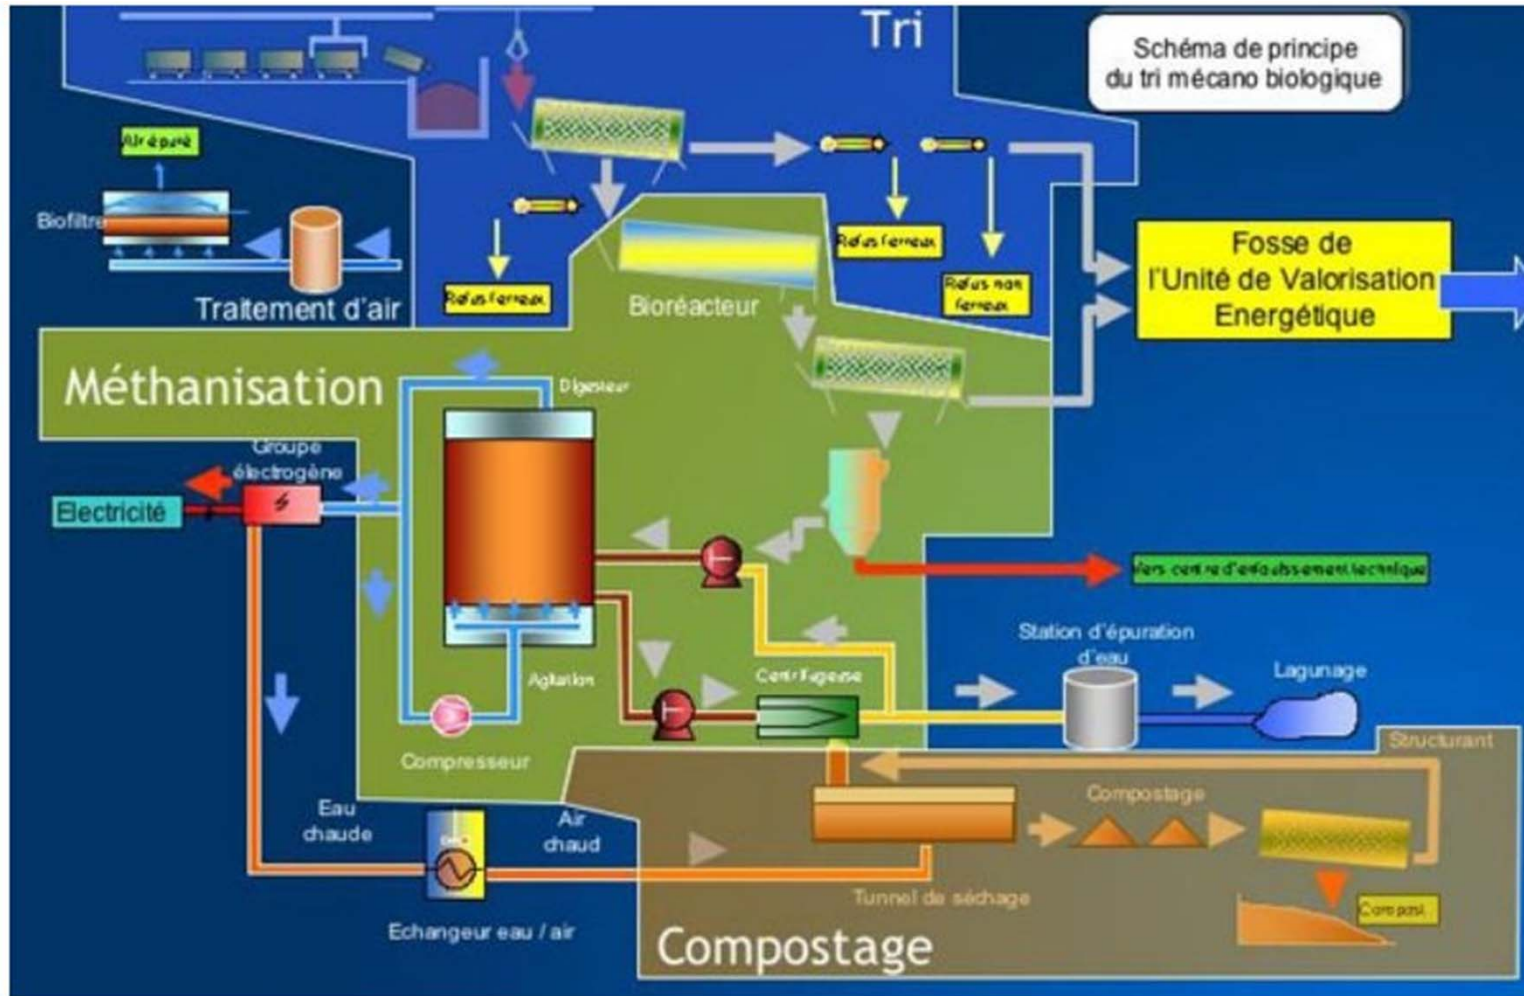 Tri
Schéma de principe
du tri mécano biologique
Air épuré
Biofiltre
Traitement d'air
Refus ferreux
Refus ferreux
Refus non
ferreux
Fosse de
l'Unité de Valorisation
Energétique
Bioréacteur
Méthanisation
Digesteur
Groupe
électrogène
Electricité
Vers centre d'enfouissement technique
Station d'épuration
d'eau
Lagunage
Agitation
Centrifugeuse
Compresseur
Structurant
Eau
chaude
Air
chaud
Compostage
Tunnel de séchage
Compost
Echangeur eau / air
Compostage